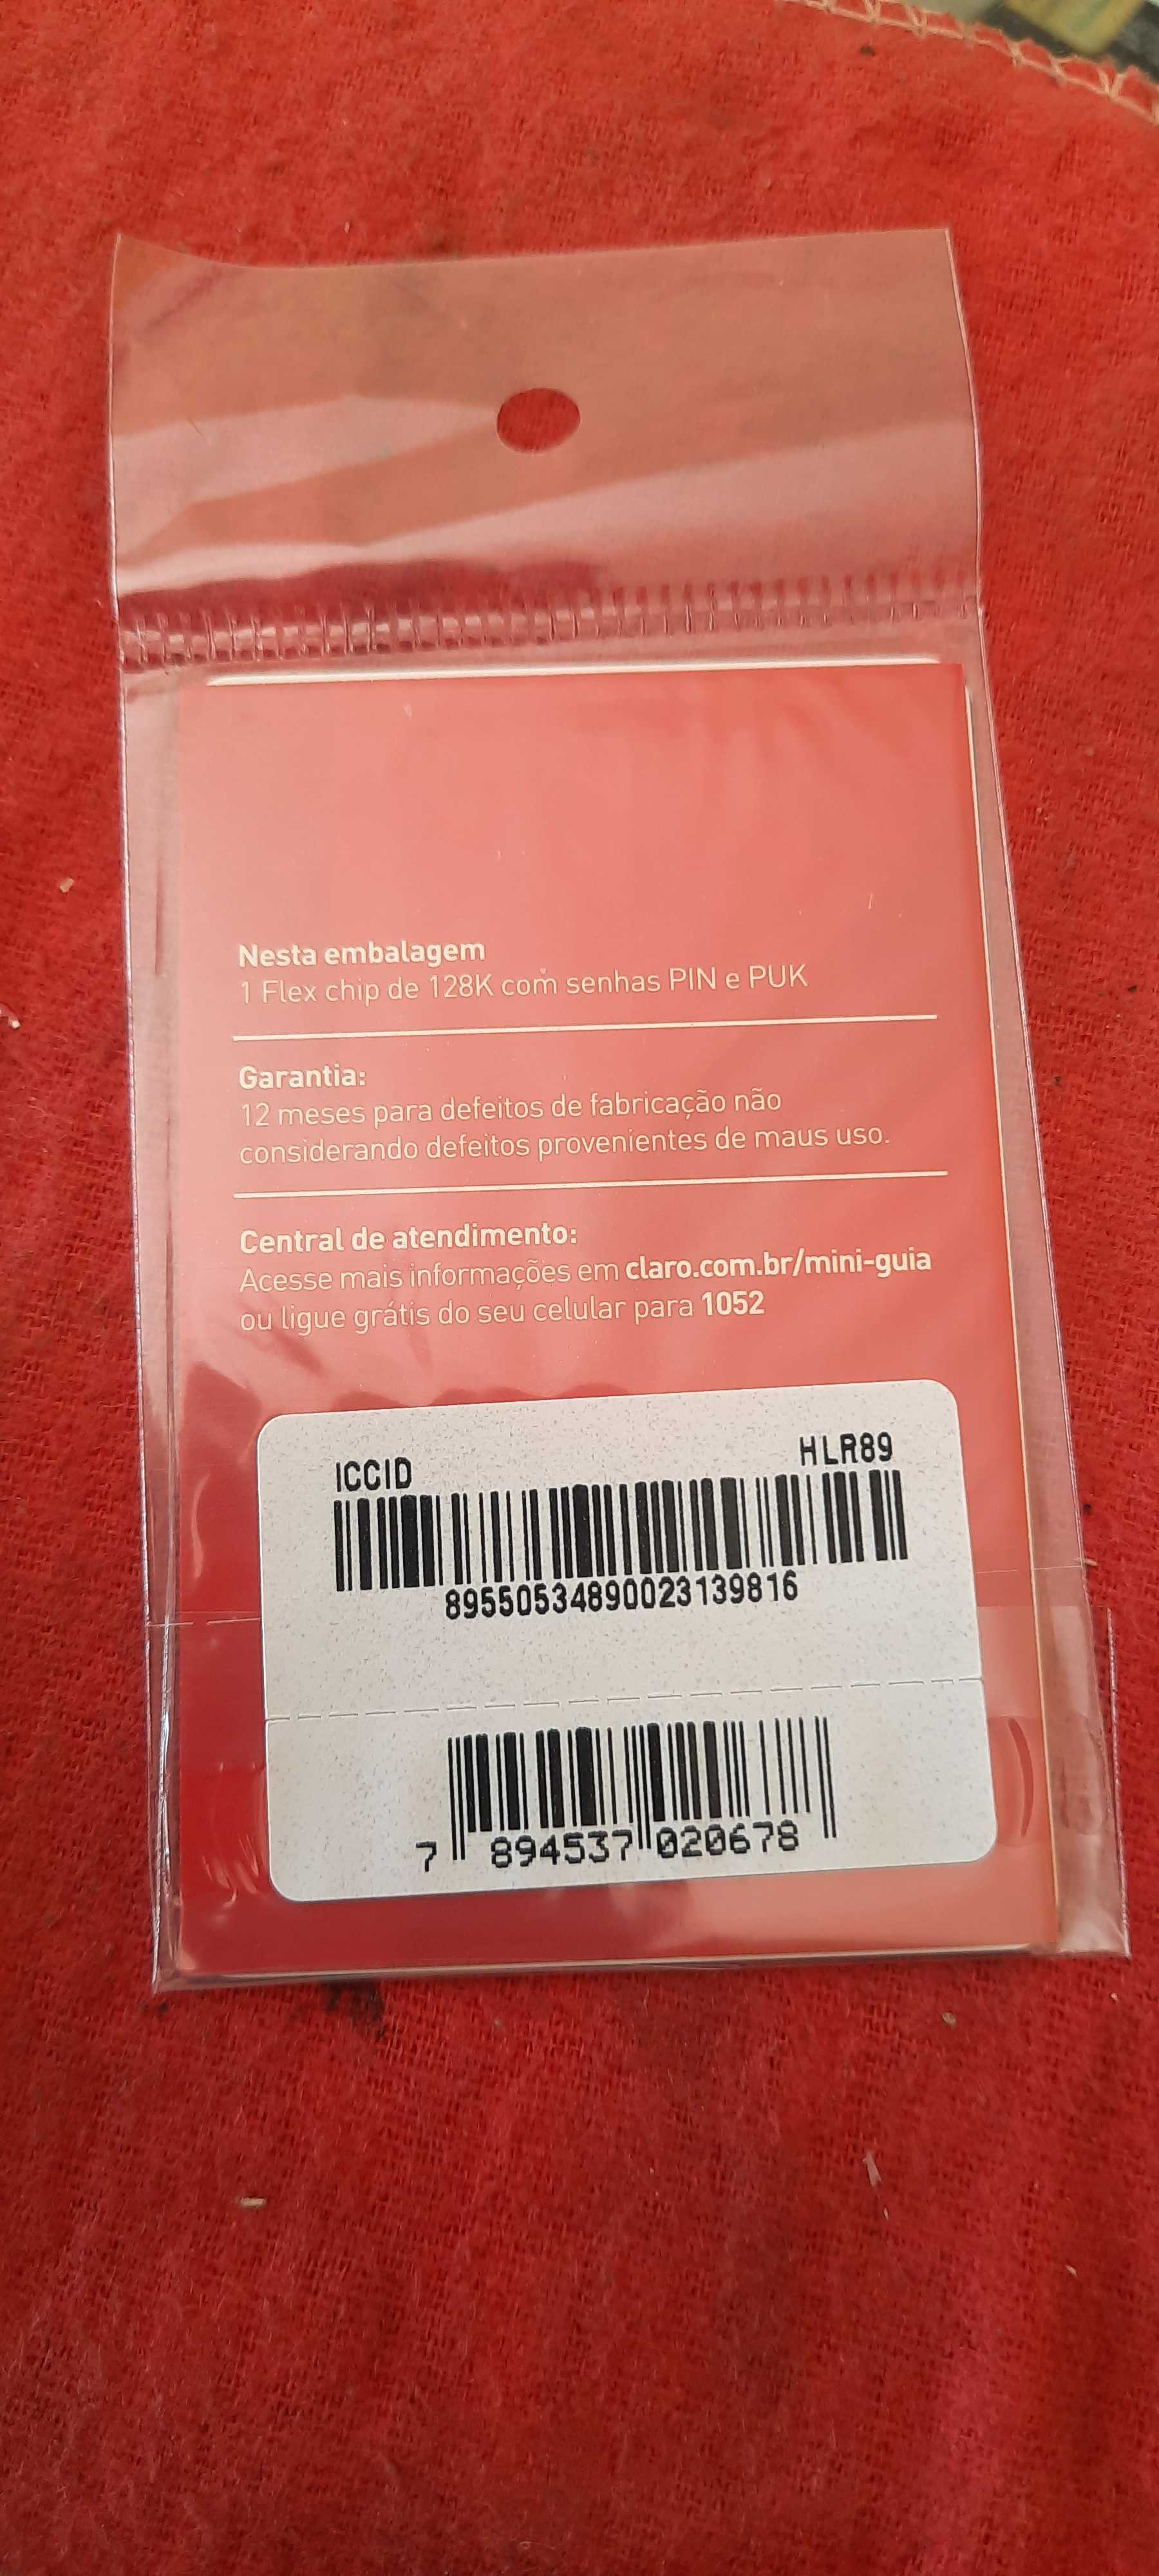 Nesta embalagem
1 Flex chip de 128K com senhas PIN e PUK
Garantia:
12 meses para defeitos de fabricação não
considerando defeitos provenientes de maus uso.
Central de atendimento:
Acesse mais informações em claro.com.br/mini-guia
ou ligue grátis do seu celular para 1052
ICCID HLR89
89550534890023139816
7 894537 020678